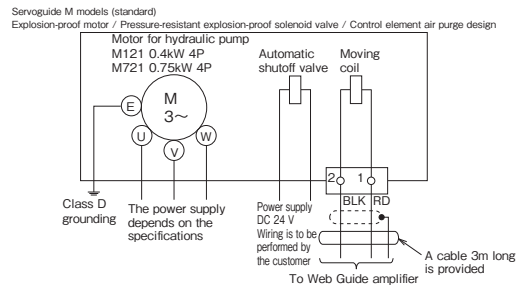 Servoguide M models (standard)
Explosion-proof motor / Pressure-resistant explosion-proof solenoid valve / Control element air purge design
Motor for hydraulic pump
M121 0.4kW 4P
M721 0.75kW 4P
Automatic
shutoff valve
Moving
coil
E
M
3～
U
V
W
2
1
BLK
RD
Class D
grounding
The power supply
depends on the
specifications
Power supply
DC 24 V
Wiring is to be
performed by
the customer
A cable 3m long
is provided
To Web Guide amplifier